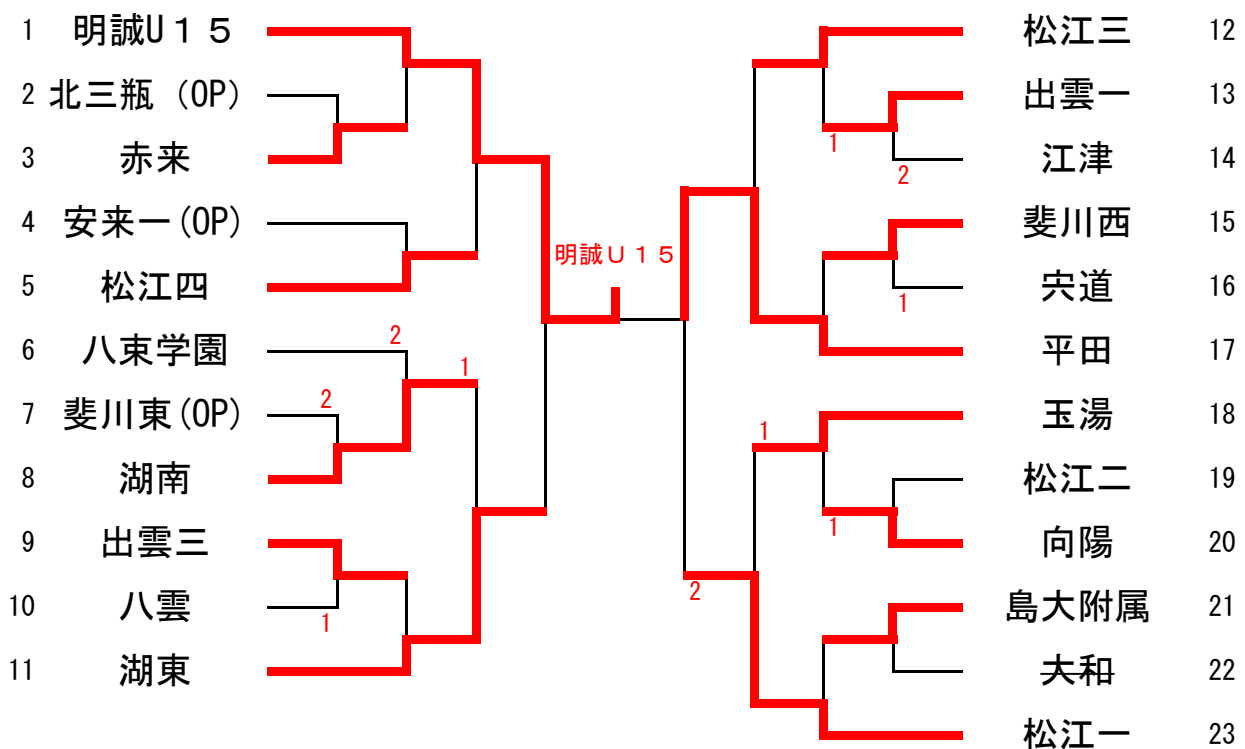 1 明誠U15
2 北三瓶 (OP)
3 赤来
4 安来一(OP)
5 松江四
6 八束学園
7 斐川東(OP)
8 湖南
9 出雲三
10 八雲
11 湖東
2
1
2
1
明誠U15
松江三 12
出雲一 13
1
江津 14
2
斐川西 15
宍道 16
1
平田 17
玉湯 18
1
松江二 19
1
向陽 20
島大附属 21
2
大和 22
松江一 23